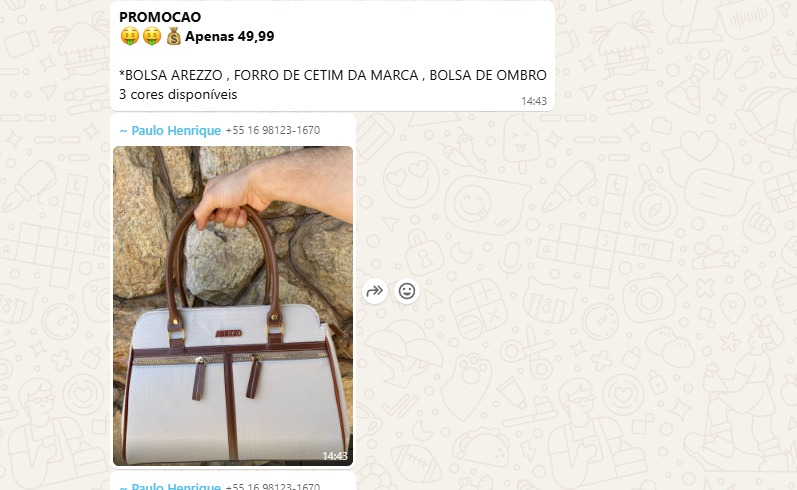 PROMOCAO
🤑🤑💰Apenas 49,99
*BOLSA AREZZO , FORRO DE CETIM DA MARCA , BOLSA DE OMBRO
3 cores disponíveis
14:43
~ Paulo Henrique +55 16 98123-1670
AREZZO
14:43
~ Paulo Henrique +55 16 98123-1670